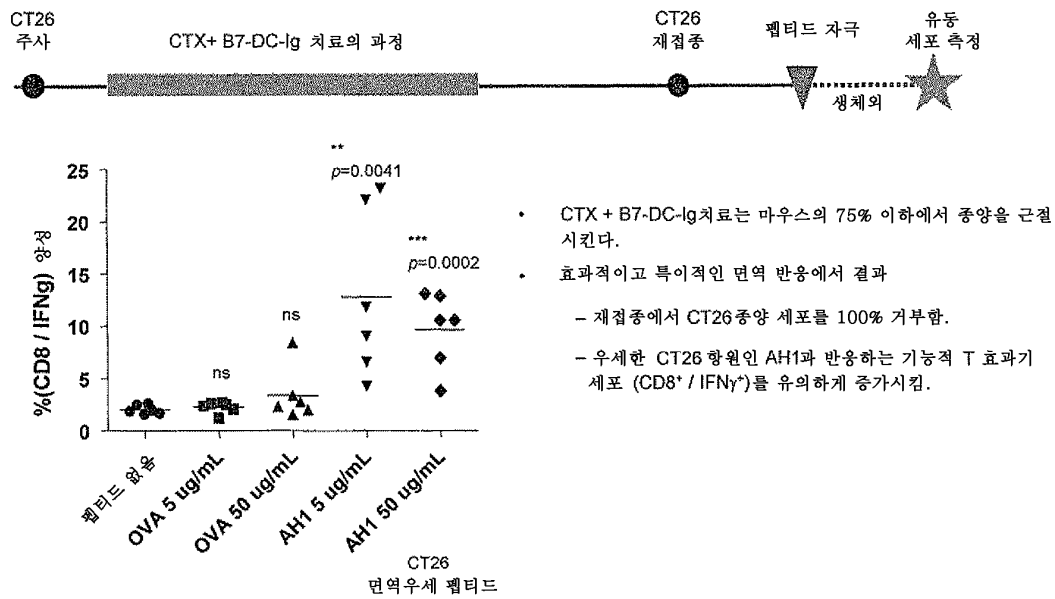 CT26
주사
CTX+ B7-DC-Ig 치료의 과정
CT26
재접종
펩티드 자극
유동
세포 측정
생체외
%(CD8 / IFNg) 양성
25
20
15
10
5
0
ns
ns
**
p=0.0041
***
p=0.0002
펩티드 없음
OVA 5 ug/mL
OVA 50 ug/mL
AH1 5 ug/mL
AH1 50 ug/mL
CT26
면역우세 펩티드
• CTX + B7-DC-Ig치료는 마우스의 75% 이하에서 종양을 근절
시킨다.
• 효과적이고 특이적인 면역 반응에서 결과
– 재접종에서 CT26종양 세포를 100% 거부함.
– 우세한 CT26 항원인 AH1과 반응하는 기능적 T 효과기
세포 (CD8⁺ / IFNγ⁺)를 유의하게 증가시킴.